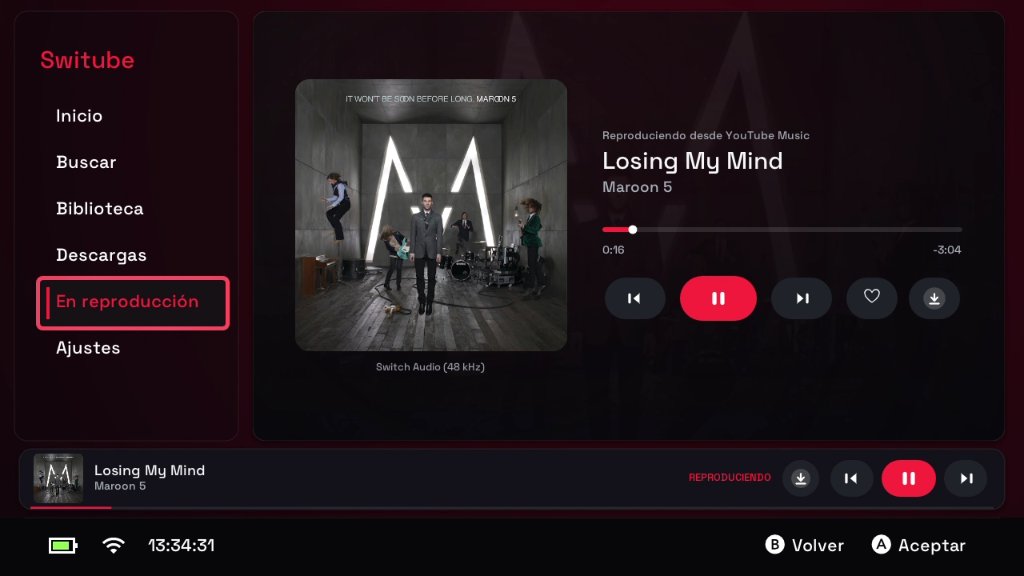 Switube
Inicio
Buscar
Biblioteca
Descargas
En reproducción
Ajustes
IT WON'T BE SOON BEFORE LONG. MAROON 5
Switch Audio (48 kHz)
Reproduciendo desde YouTube Music
Losing My Mind
Maroon 5
0:16
-3:04
Losing My Mind
Maroon 5
REPRODUCIENDO
13:34:31
B Volver
A Aceptar